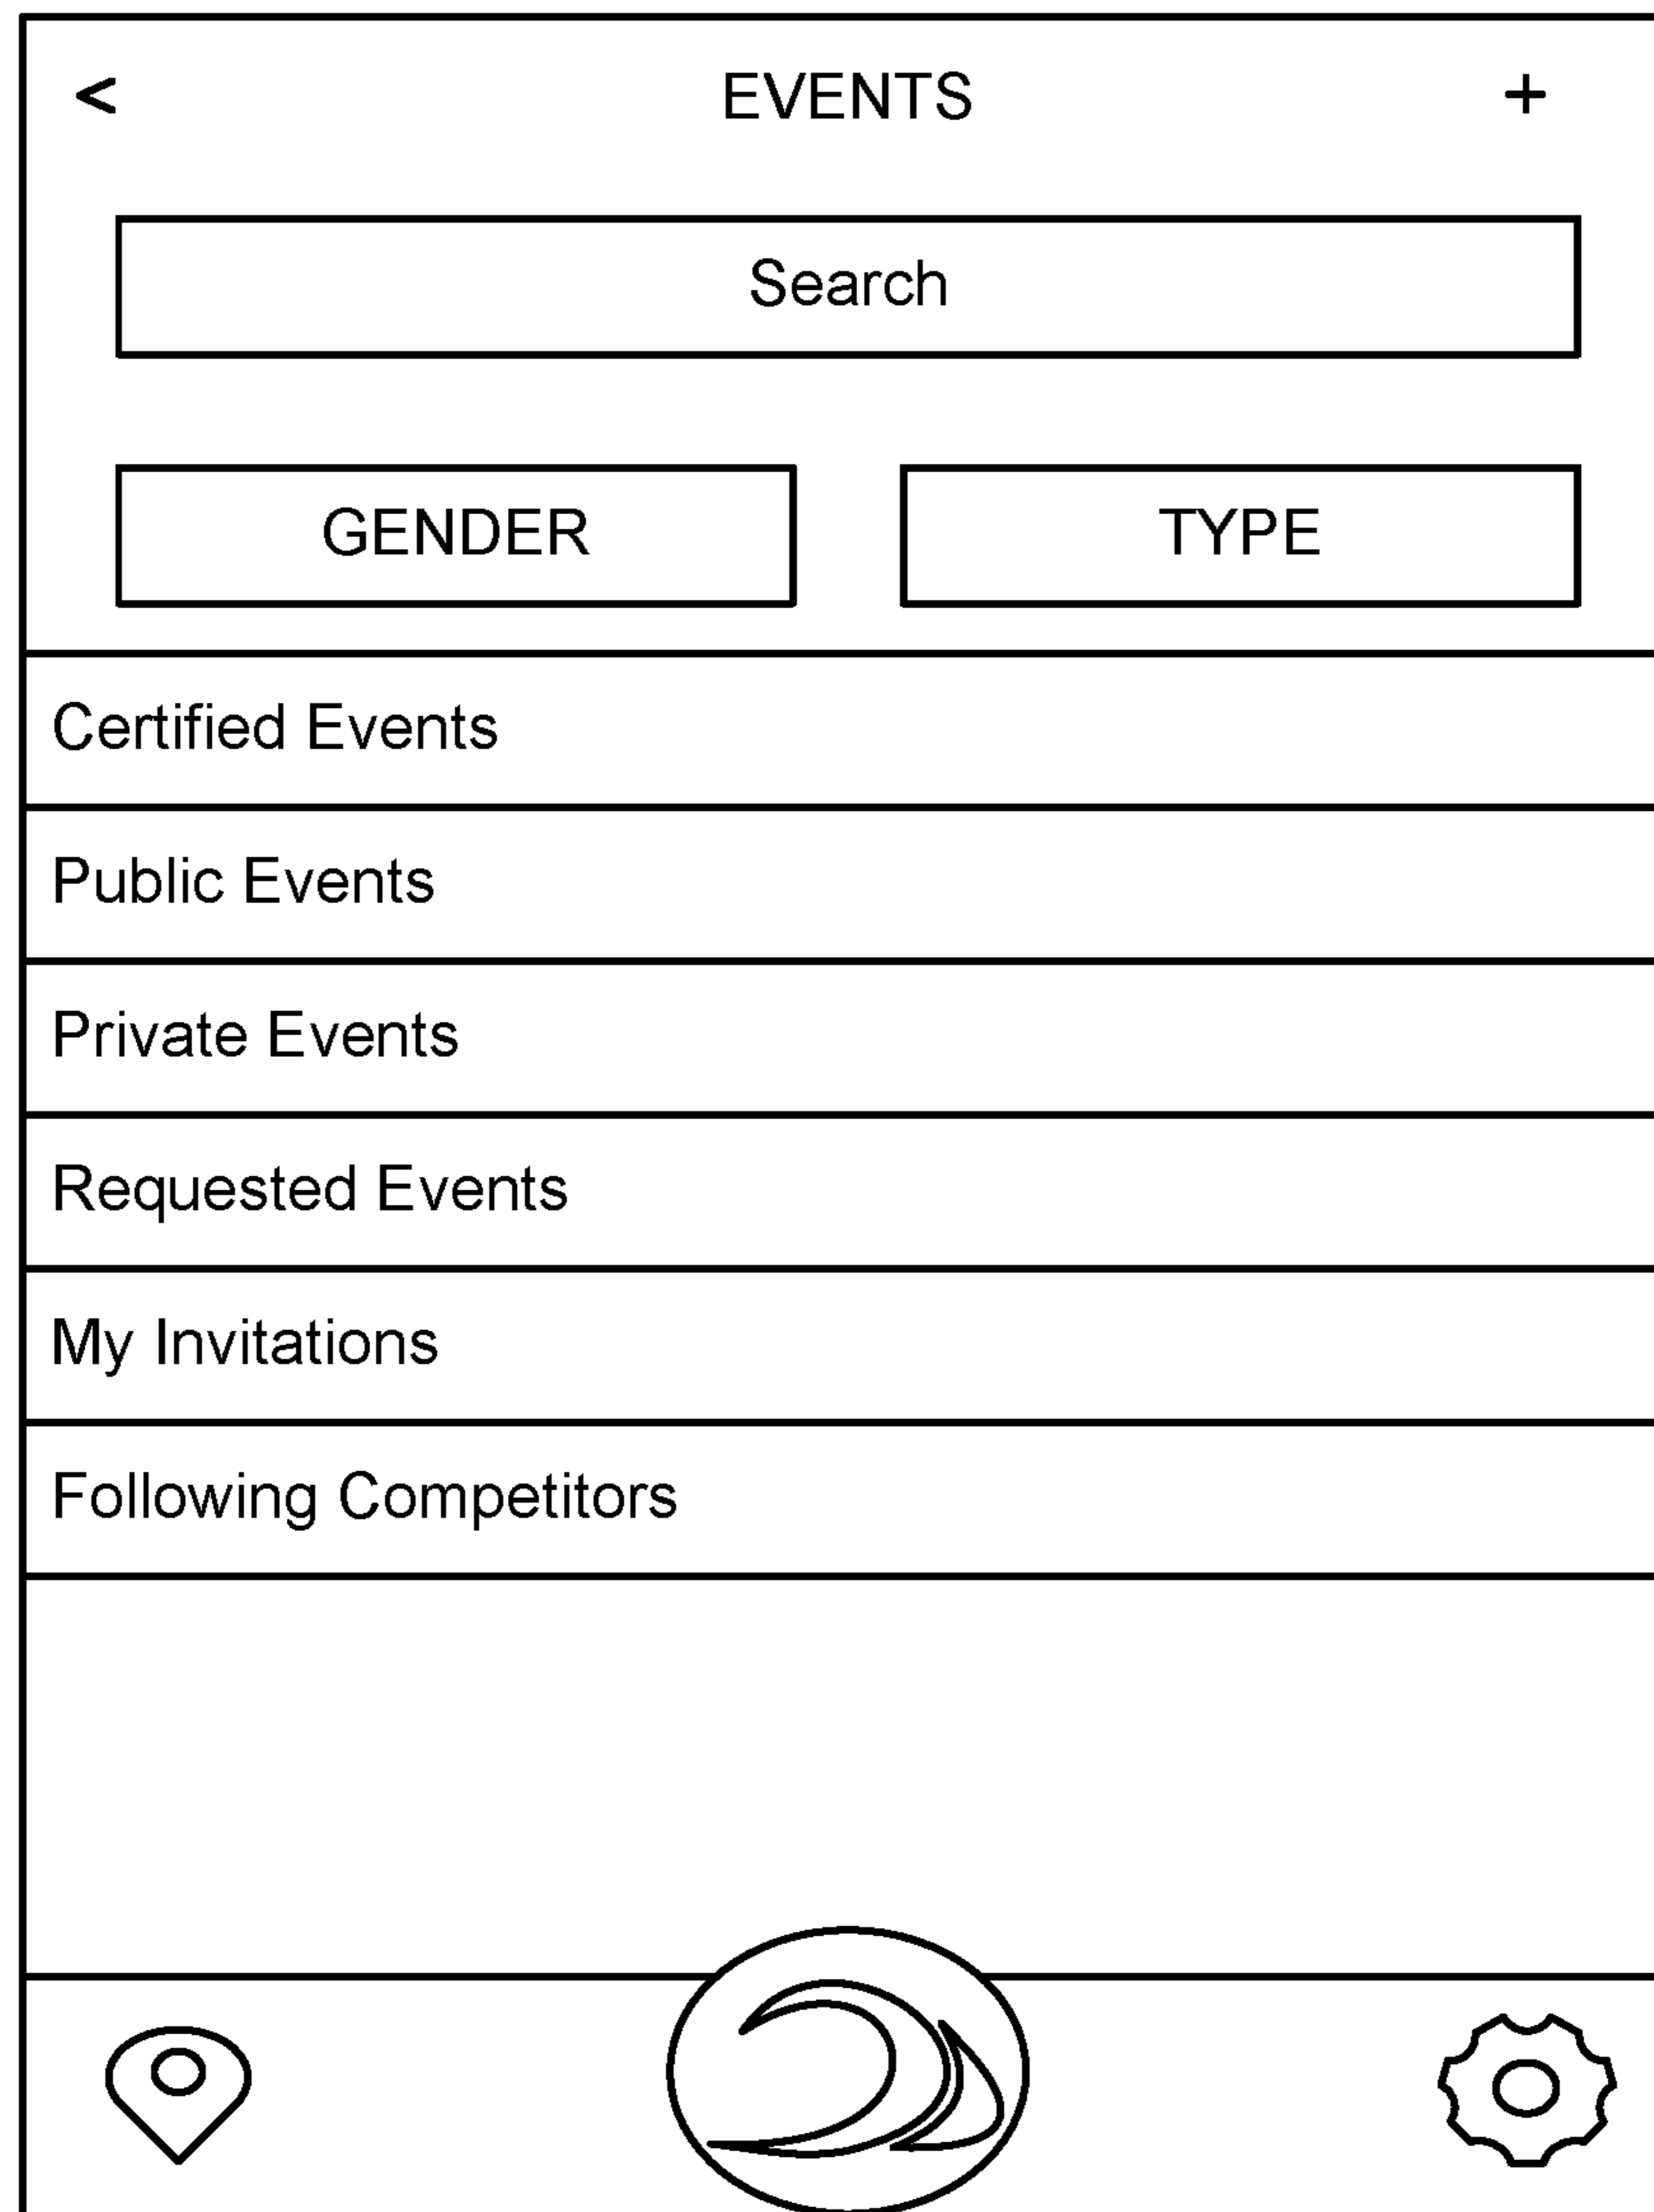 < EVENTS +
Search
GENDER TYPE
Certified Events
Public Events
Private Events
Requested Events
My Invitations
Following Competitors